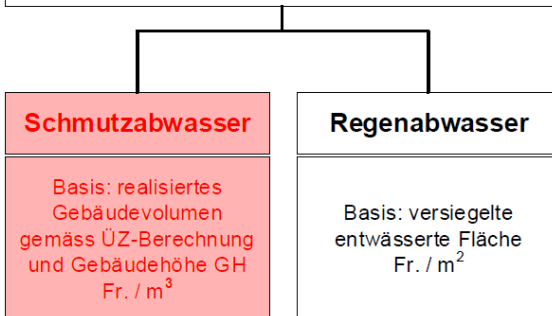 Schmutzabwasser
Basis: realisiertes
Gebäudevolumen
gemäss ÜZ-Berechnung
und Gebäudehöhe GH
Fr. / m³
Regenabwasser
Basis: versiegelte
entwässerte Fläche
Fr. / m²